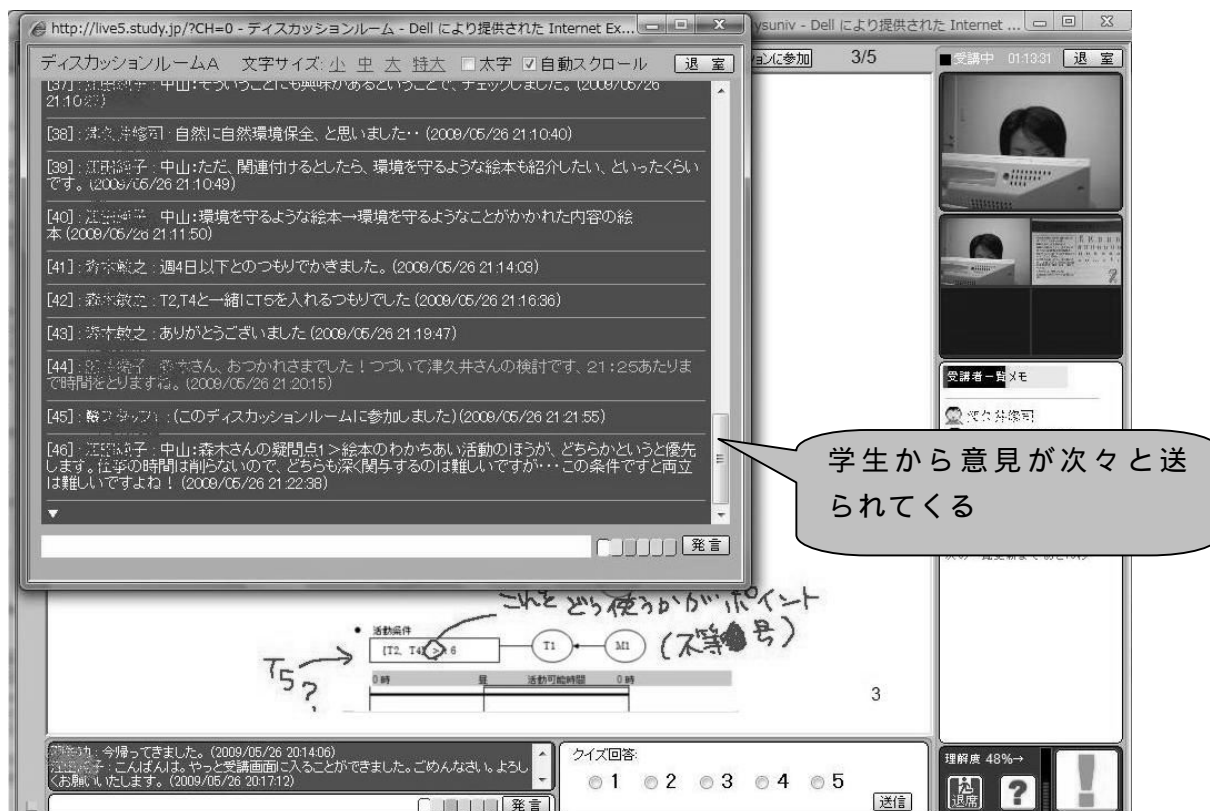 http://live5.study.jp/?CH=0 - ディスカッションルーム - Dell により提供された Internet Ex...
ysuniv - Dell により提供された Internet ...
ディスカッションルームA 文字サイズ: 小 中 大 特大 太字 自動スクロール 退 室
ョンに参加 3/5
受講中 01:13:31 退 室
中山:そういうことにも興味があるということで、チェックしました。(2009/05/26
[38] : 自然に自然環境保全、と思いました‥ (2009/05/26 21:10:40)
[39] : 中山:ただ、関連付けるとしたら、環境を守るような絵本も紹介したい、といったくらい
です。(2009/05/26 21:10:49)
[40] : 中山:環境を守るような絵本→環境を守るようなことがかかれた内容の絵
本 (2009/05/26 21:11:50)
[41] : 週4日以下とのつもりでかきました。(2009/05/26 21:14:03)
[42] : T2,T4と一緒にT5を入れるつもりでした (2009/05/26 21:16:36)
[43] : ありがとうございました (2009/05/26 21:19:47)
[44] さん、おつかれさまでした！つづいて津久井さんの検討です、21：25あたりま
で時間をとりますね。(2009/05/26 21:20:15)
[45] : (このディスカッションルームに参加しました) (2009/05/26 21:21:55)
[46] : 中山:森木さんの疑問点1＞絵本のわかちあい活動のほうが、どちらかというと優先
します。仕事の時間は削らないので、どちらも深く関与するのは難しいですが･･･この条件ですと両立
は難しいですよね！ (2009/05/26 21:22:38)
発言
受講者一覧 メモ
学生から意見が次々と送
られてくる
これをどう使うかがポイント
(不等号)
活動条件
T1
M1
T5?
0時 昼 活動可能時間 0時
3
: 今帰ってきました。(2009/05/26 20:14:06)
: こんばんは。やっと受講画面に入ることができました。ごめんなさい。よろし
くお願いいたします。(2009/05/26 20:17:12)
発言
クイズ回答:
1 2 3 4 5
送信
理解度 48%→
退席
?
!